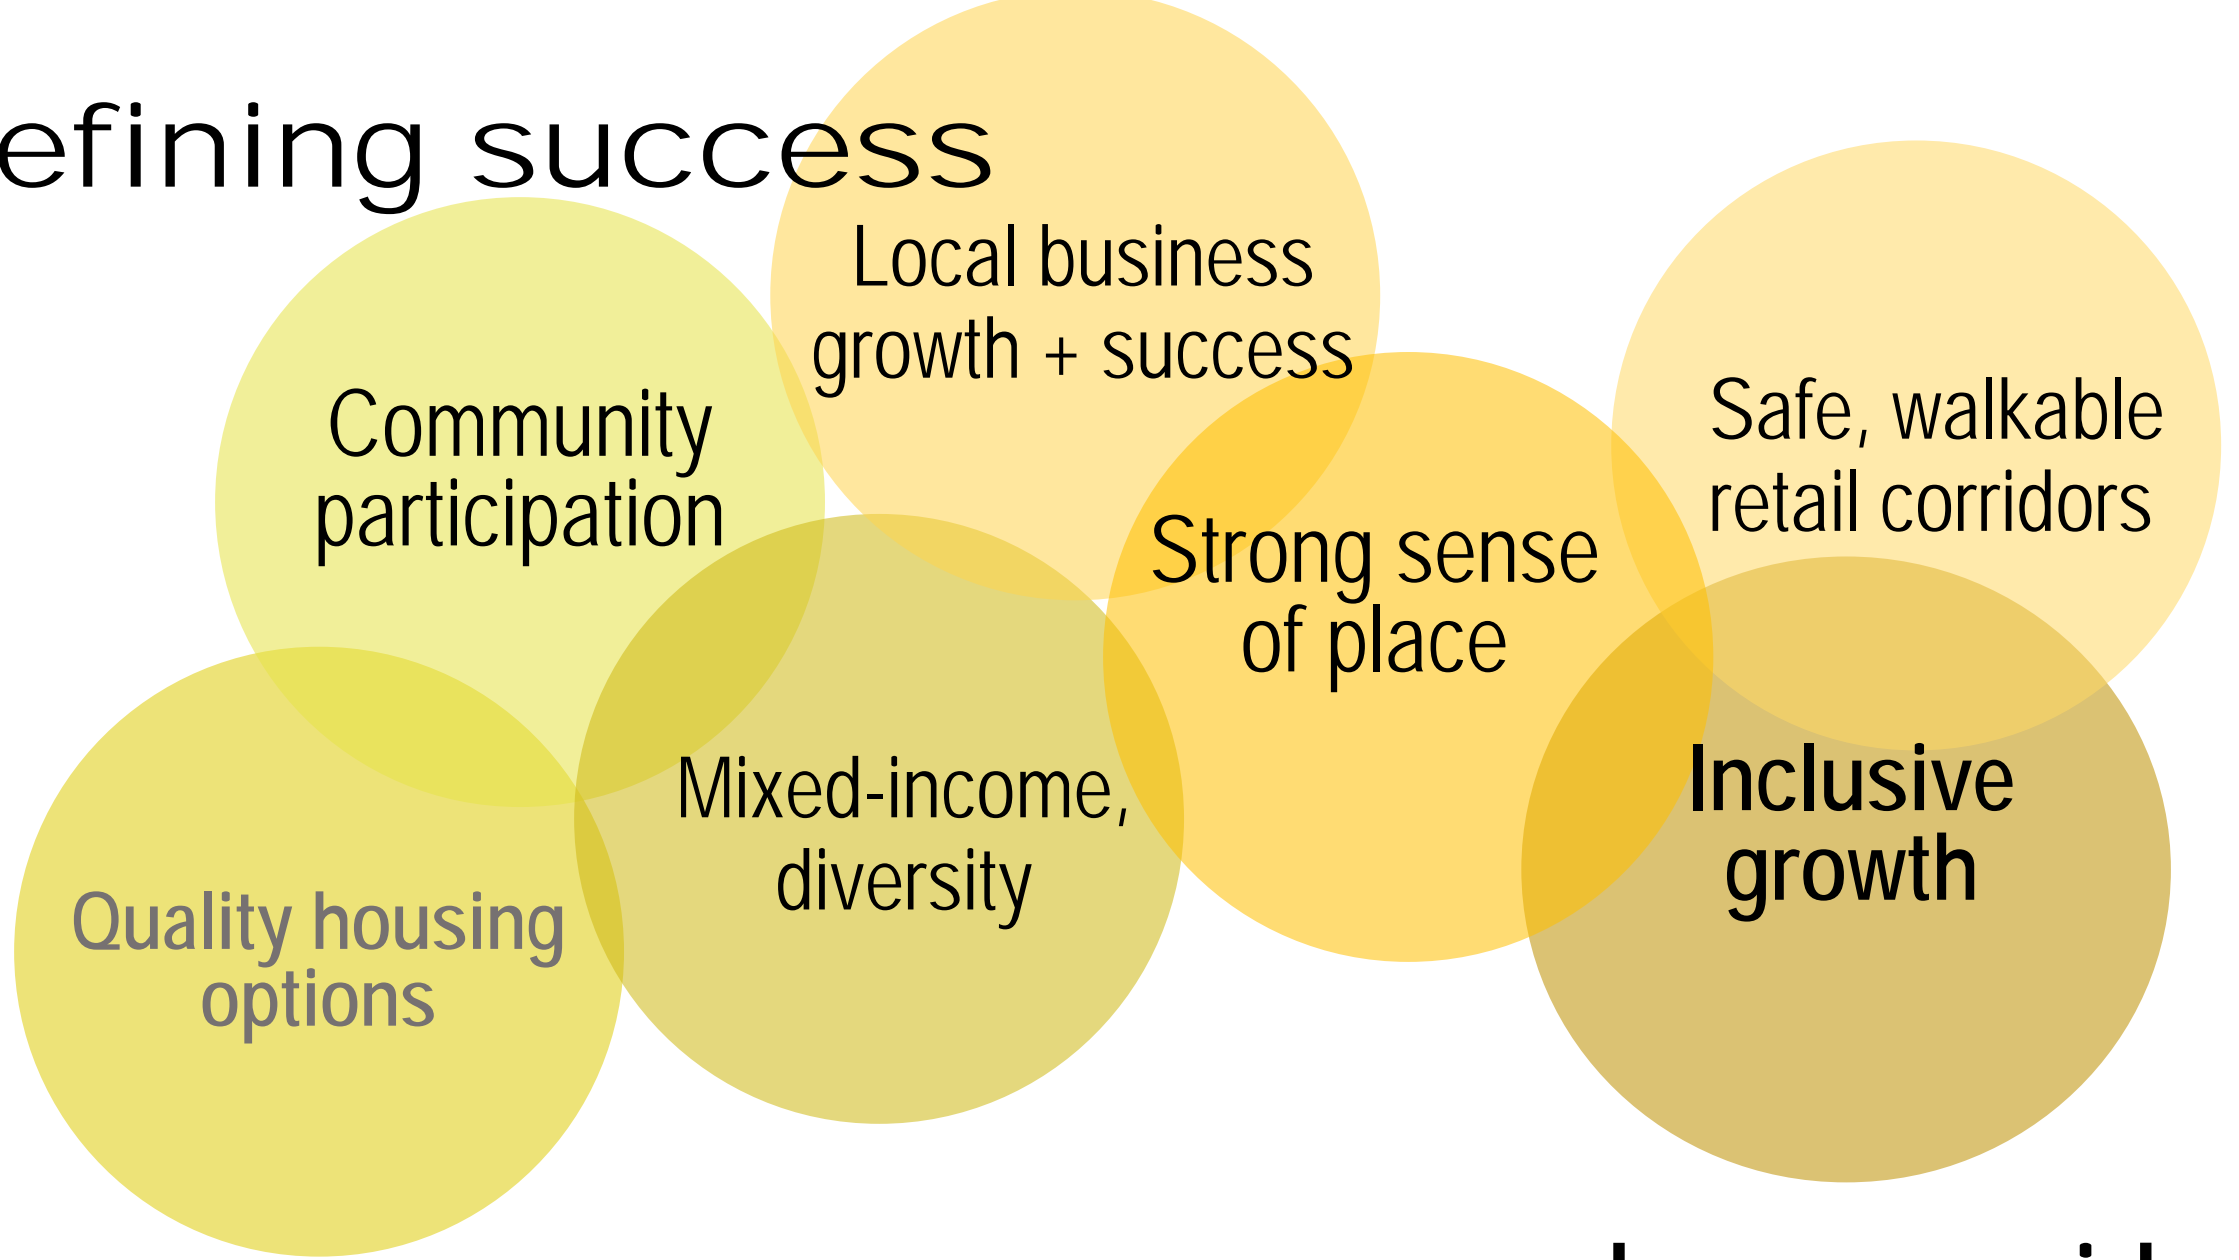 efining success
Local business
growth + success
Community
participation
Safe, walkable
retail corridors
Strong sense
of place
Mixed-income,
diversity
Inclusive
growth
Quality housing
options